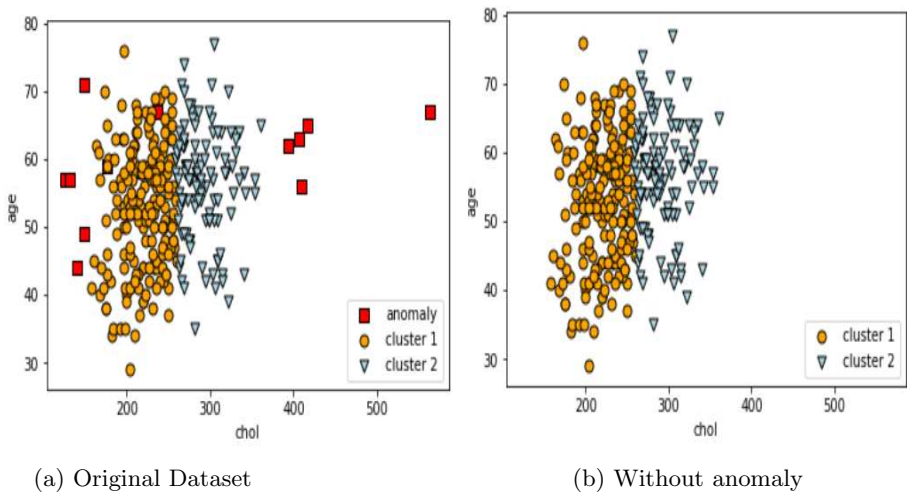 80
70
60
50
40
30
age
200 300 400 500
chol
anomaly
cluster 1
cluster 2
80
70
60
50
40
30
age
200 300 400 500
chol
cluster 1
cluster 2
(a) Original Dataset
(b) Without anomaly